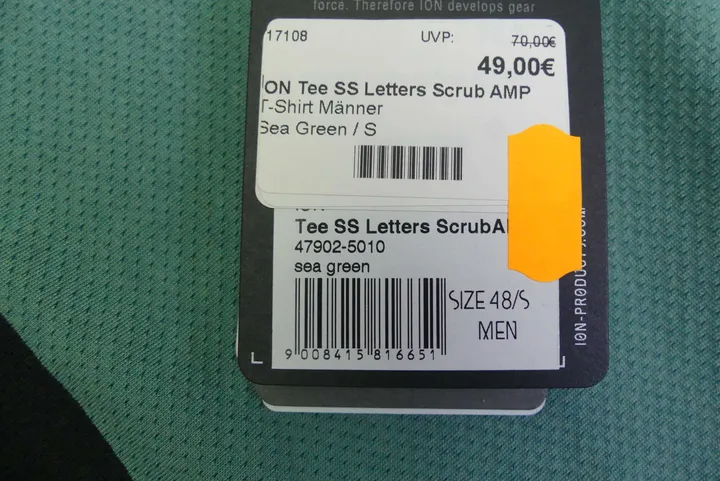 force. Therefore ION develops gear
17108 UVP: 70,00€
49,00€
ION Tee SS Letters Scrub AMP
T-Shirt Männer
Sea Green / S
Tee SS Letters ScrubA
47902-5010
sea green
SIZE 48/S
MEN
9 008415 816651
ION-PRODUCTS.COM